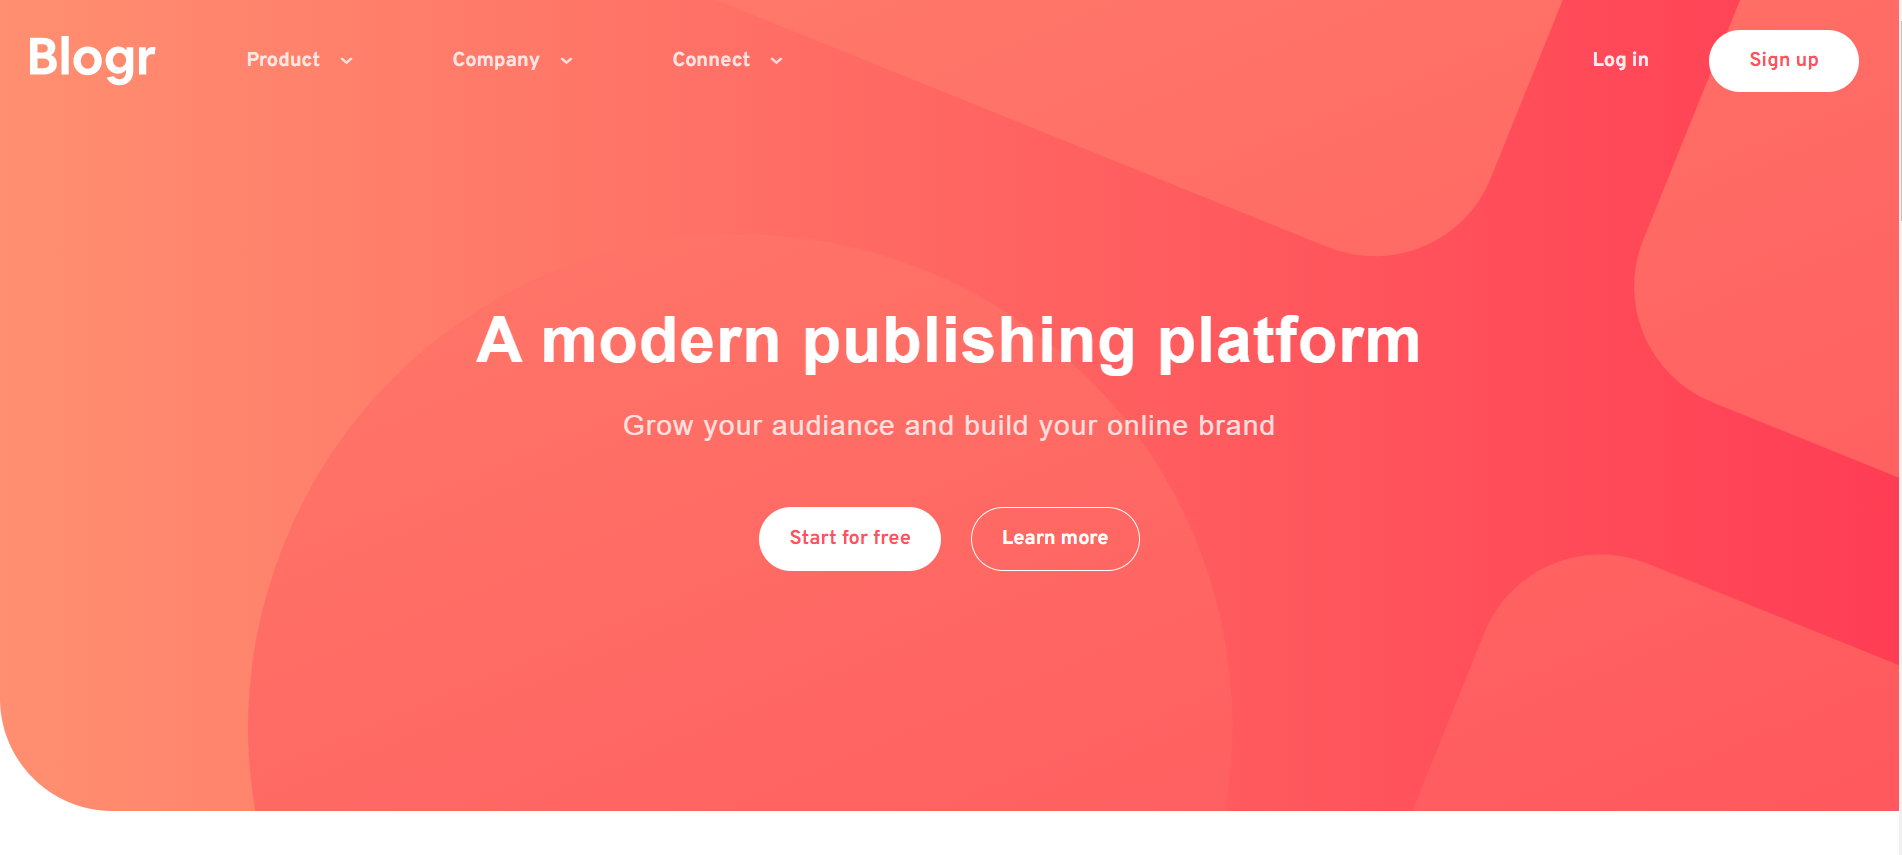 Blogr Product Company Connect Log in Sign up
A modern publishing platform
Grow your audiance and build your online brand
Start for free Learn more